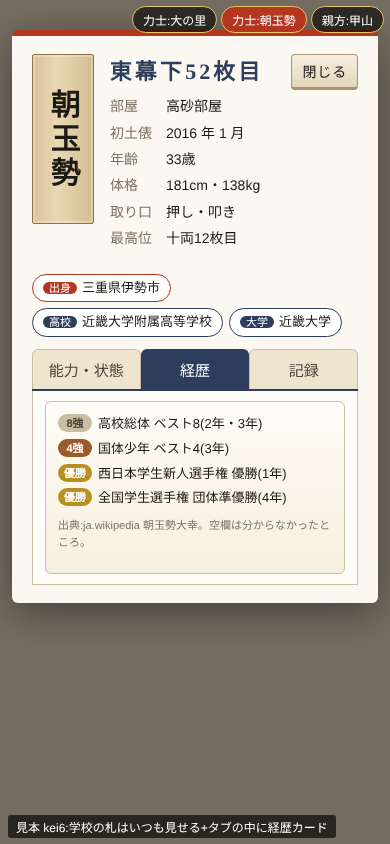 力士:大の里 力士:朝玉勢 親方:甲山
朝玉勢
東幕下52枚目
閉じる
部屋 高砂部屋
初土俵 2016 年 1 月
年齢 33歳
体格 181cm・138kg
取り口 押し・叩き
最高位 十両12枚目
出身 三重県伊勢市
高校 近畿大学附属高等学校 大学 近畿大学
能力・状態 経歴 記録
8強 高校総体 ベスト8(2年・3年)
4強 国体少年 ベスト4(3年)
優勝 西日本学生新人選手権 優勝(1年)
優勝 全国学生選手権 団体準優勝(4年)
出典:ja.wikipedia 朝玉勢大幸。空欄は分からなかったと
ころ。
見本 kei6:学校の札はいつも見せる+タブの中に経歴カード